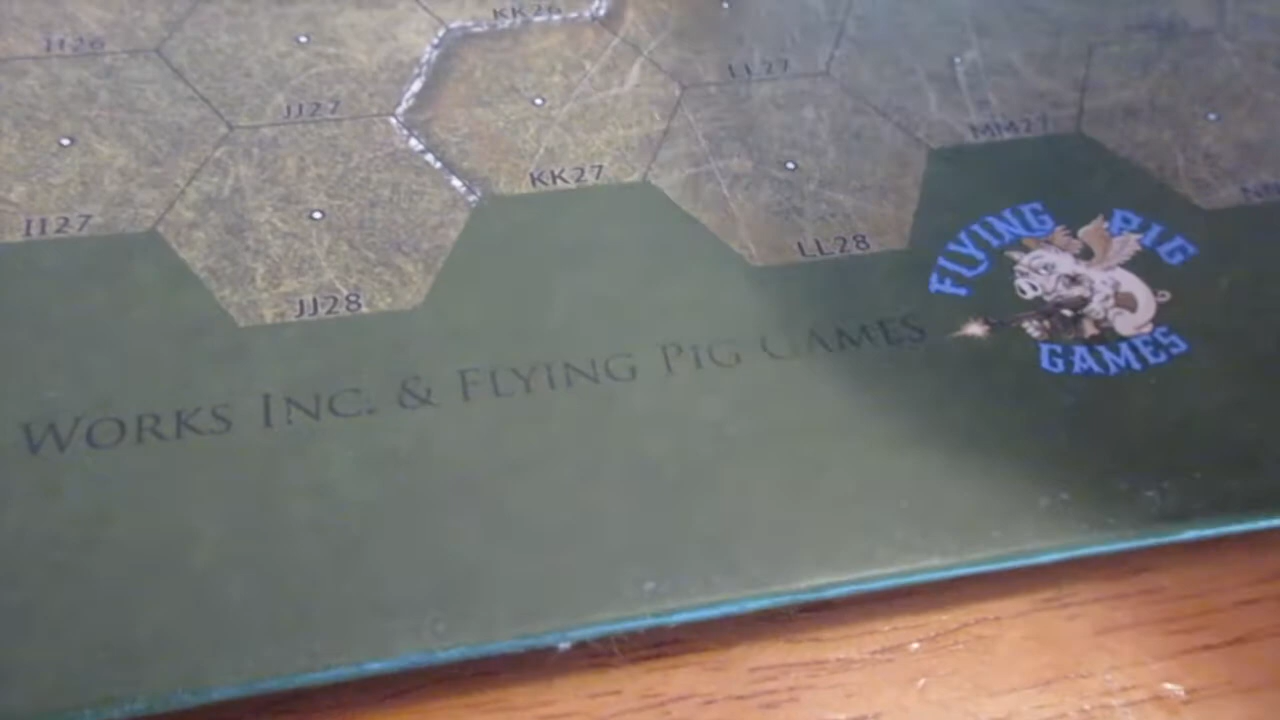 KK26
II26
JJ27
LL27
MM27
II27
KK27
JJ28
LL28
WORKS INC. & FLYING PIG GAMES
FLYING PIG
GAMES